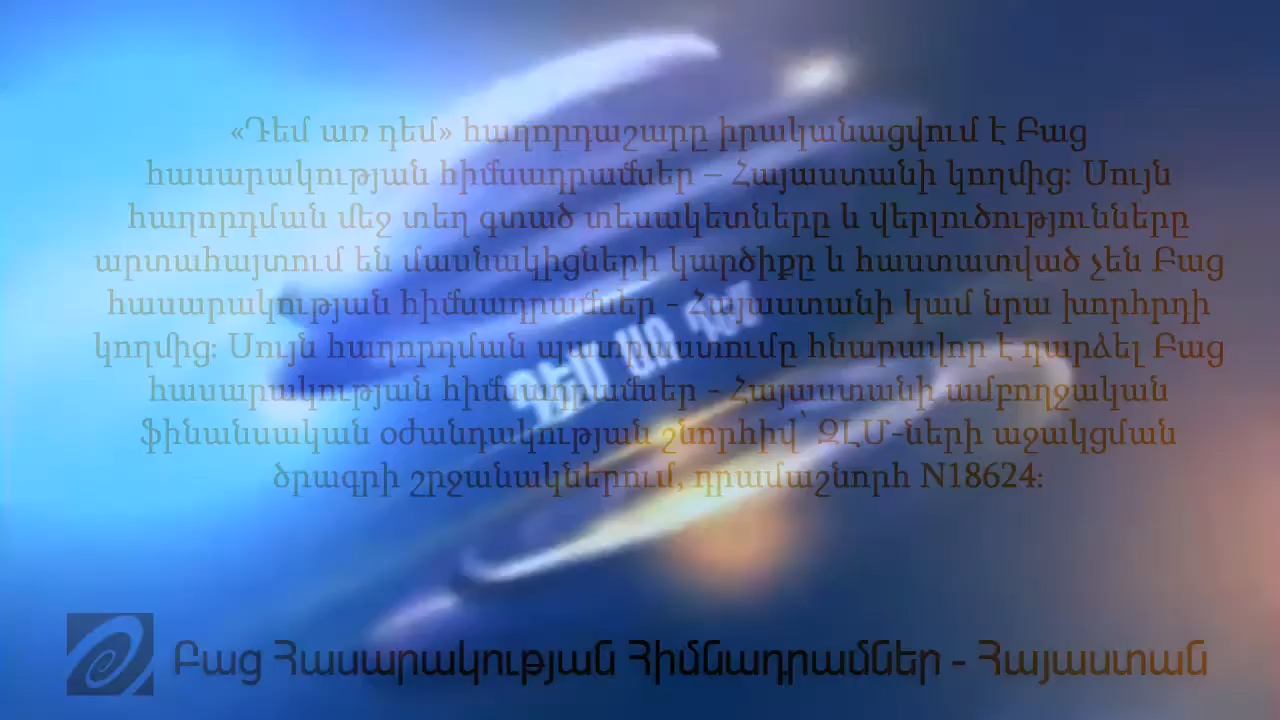 «Դեմ առ դեմ» հաղորդաշարը իրականացվում է Բաց
հասարակության հիմնադրամներ – Հայաստանի կողմից: Սույն
հաղորդման մեջ տեղ գտած տեսակետները և վերլուծությունները
արտահայտում են մասնակիցների կարծիքը և հաստատված չեն Բաց
հասարակության հիմնադրամներ - Հայաստանի կամ նրա խորհրդի
կողմից: Սույն հաղորդման պատրաստումը հնարավոր է դարձել Բաց
հասարակության հիմնադրամներ - Հայաստանի ամբողջական
ֆինանսական օժանդակության շնորհիվ՝ ԶԼՄ-ների աջակցման
ծրագրի շրջանակներում, դրամաշնորհ N18624:
ԴԵՄ ԱՌ ԴԵՄ
Բաց Հասարակության Հիմնադրամներ - Հայաստան